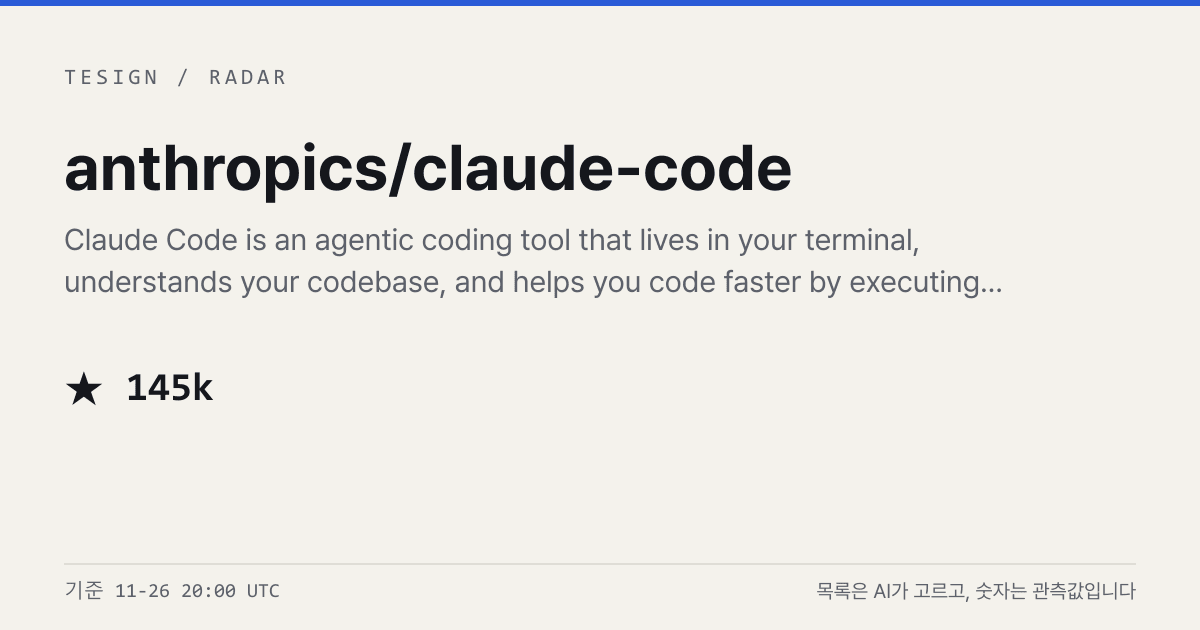 TESIGN / RADAR
anthropics/claude-code
Claude Code is an agentic coding tool that lives in your terminal,
understands your codebase, and helps you code faster by executing…
★ 145k
기준 11-26 20:00 UTC
목록은 AI가 고르고, 숫자는 관측값입니다